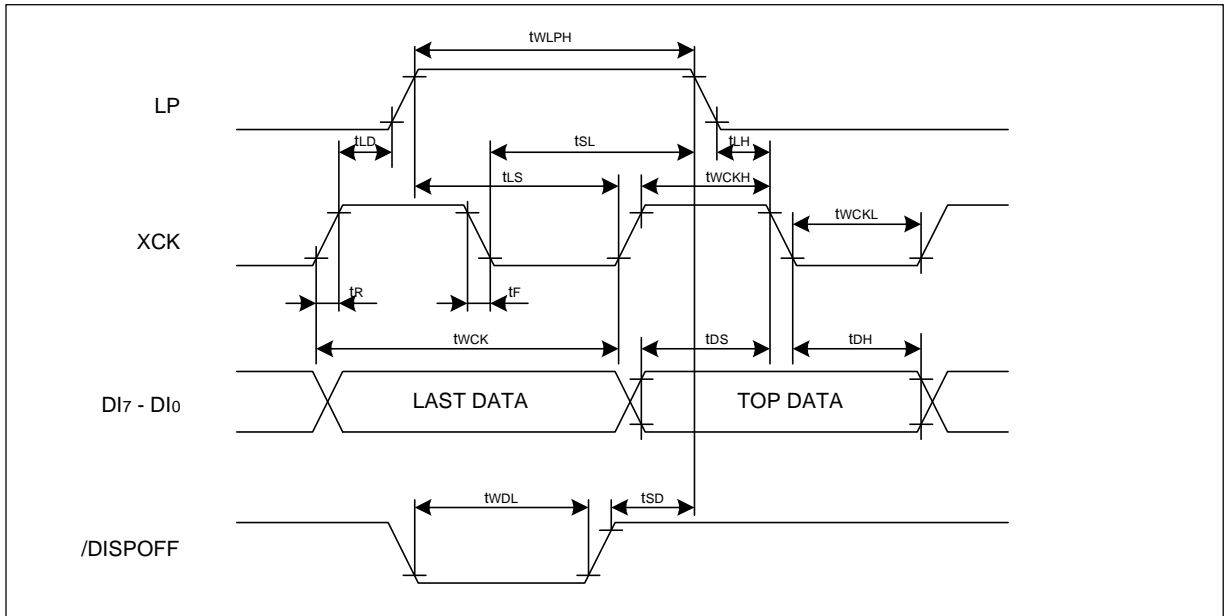 tWLPH
LP
tLD
tSL
tLH
tLS
tWCKH
tWCKL
XCK
tR
tF
tWCK
tDS
tDH
DI7 - DI0
LAST DATA
TOP DATA
tWDL
tSD
/DISPOFF